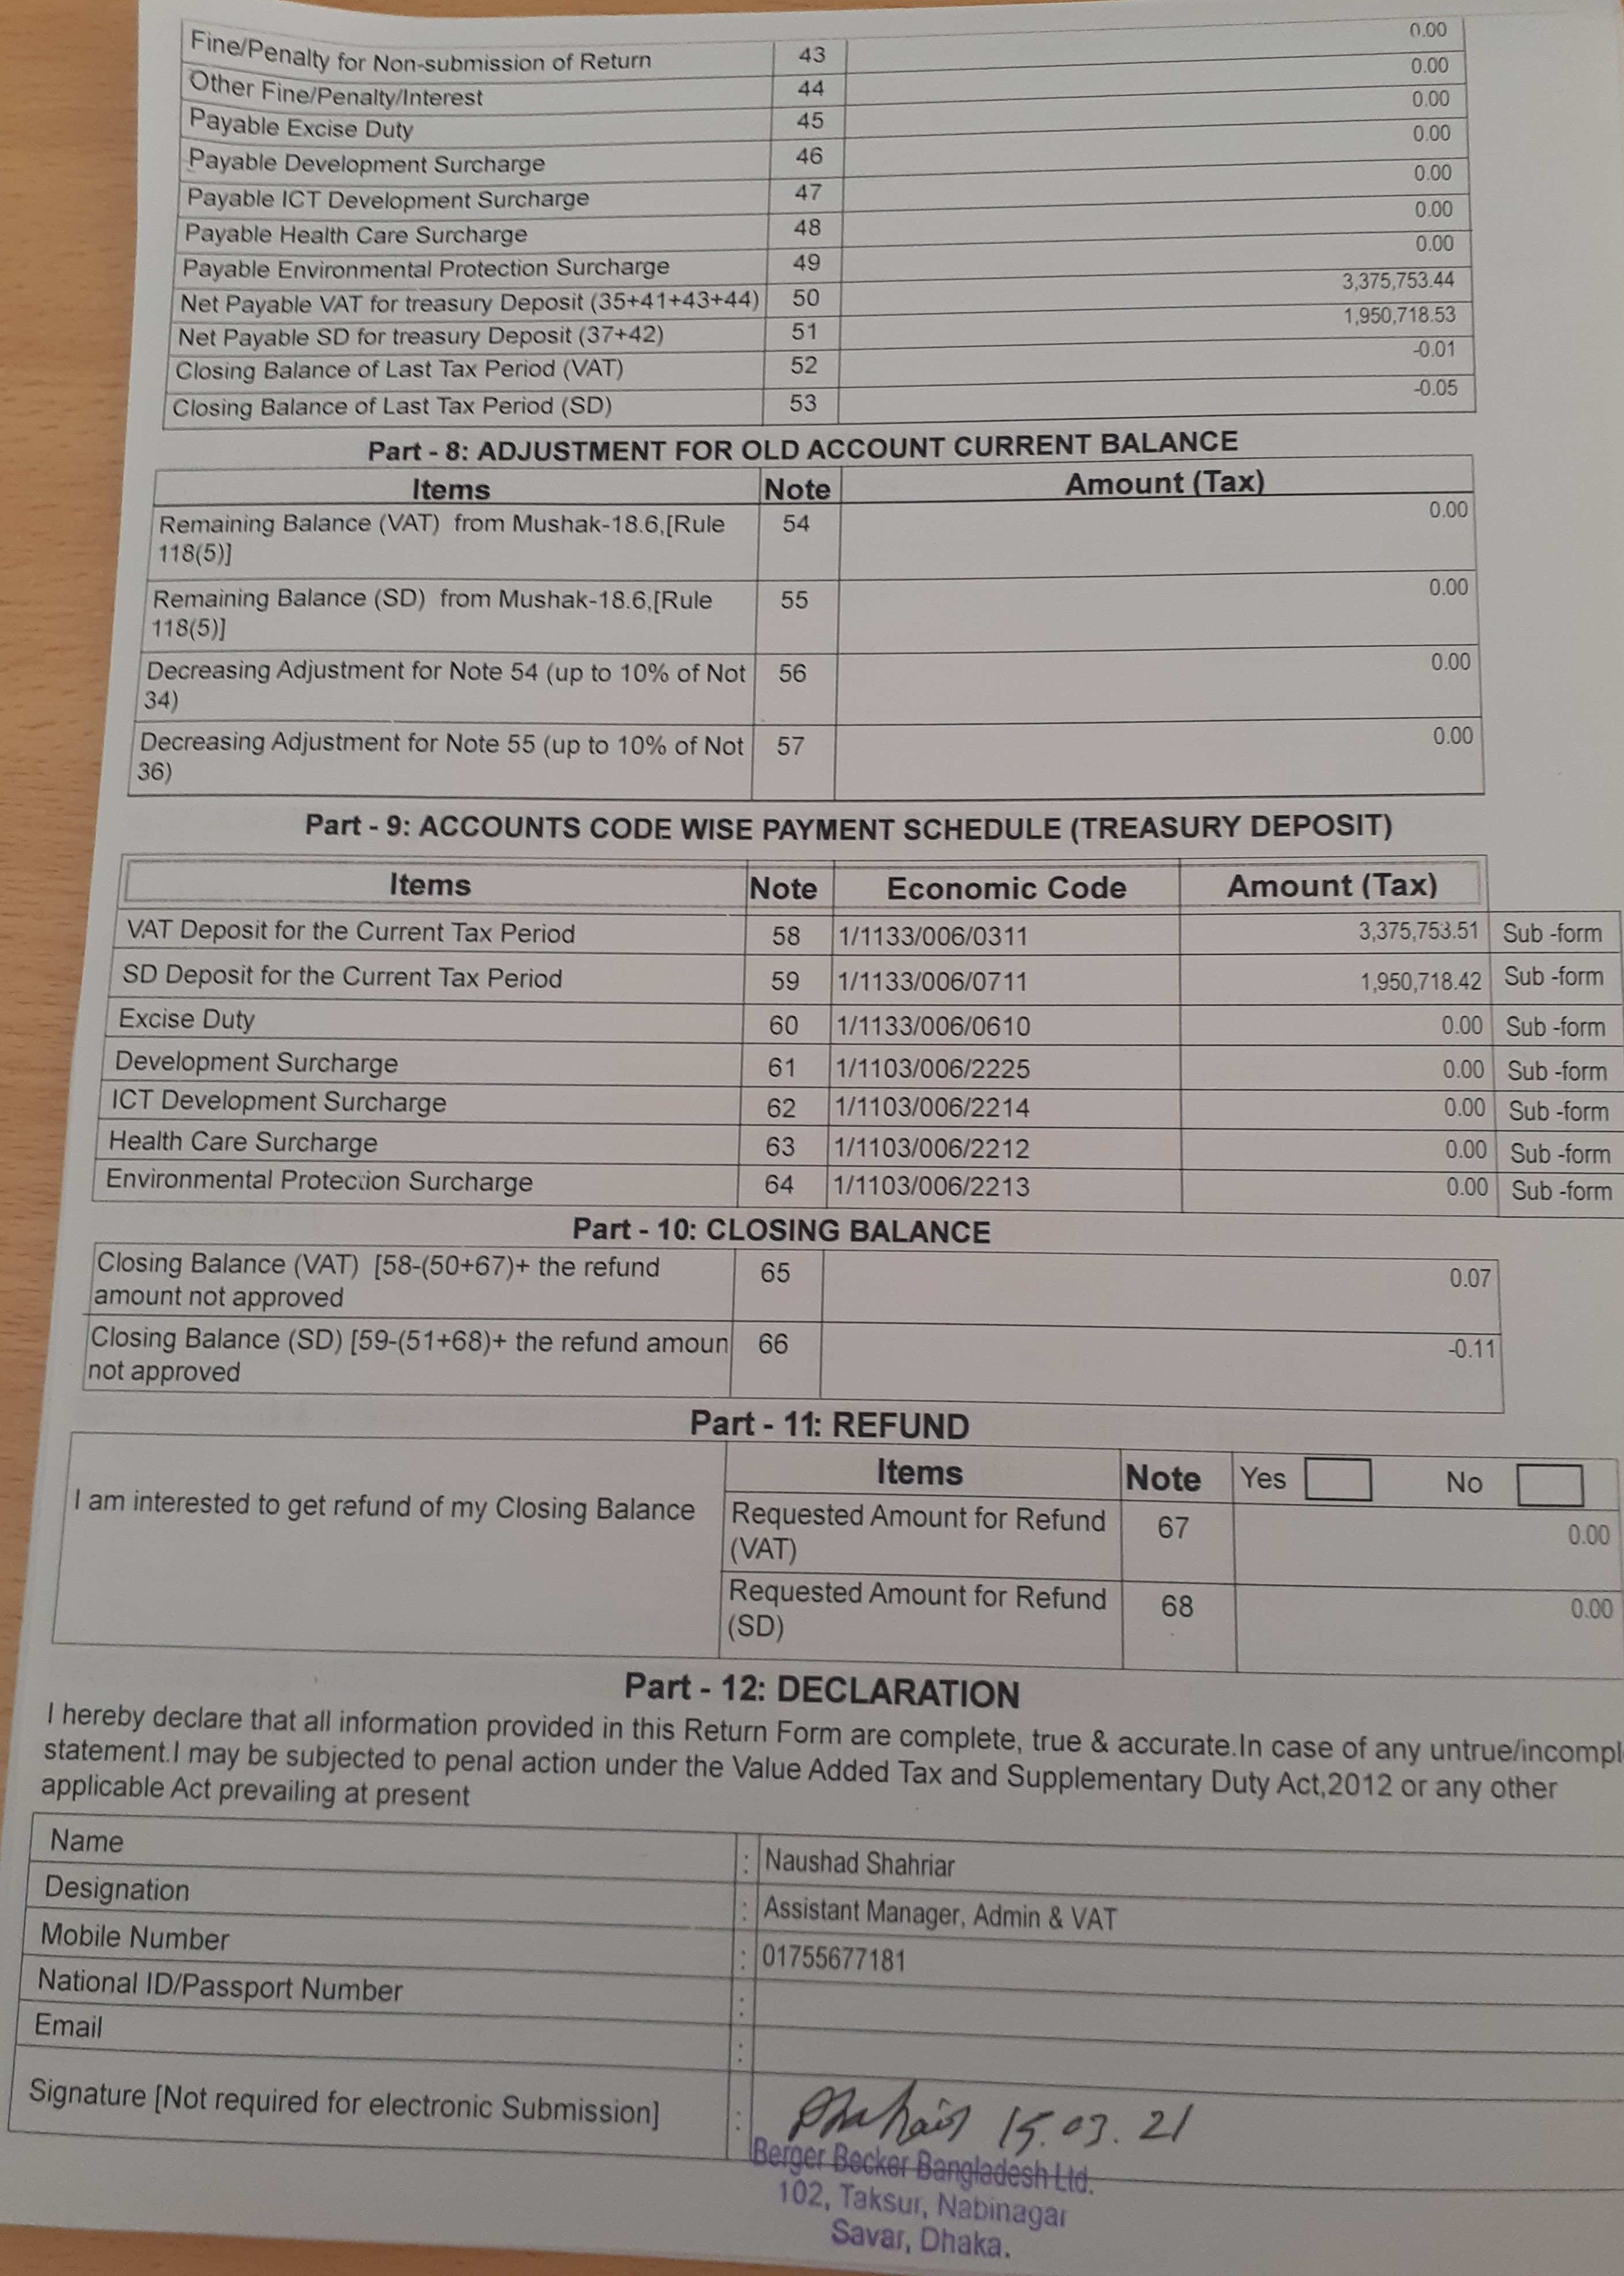 Fine/Penalty for Non-submission of Return 43 0.00
Other Fine/Penalty/Interest 44 0.00
Payable Excise Duty 45 0.00
Payable Development Surcharge 46 0.00
Payable ICT Development Surcharge 47 0.00
Payable Health Care Surcharge 48 0.00
Payable Environmental Protection Surcharge 49 0.00
Net Payable VAT for treasury Deposit (35+41+43+44) 50 3,375,753.44
Net Payable SD for treasury Deposit (37+42) 51 1,950,718.53
Closing Balance of Last Tax Period (VAT) 52 -0.01
Closing Balance of Last Tax Period (SD) 53 -0.05
Part - 8: ADJUSTMENT FOR OLD ACCOUNT CURRENT BALANCE
Items Note Amount (Tax)
Remaining Balance (VAT) from Mushak-18.6,[Rule 54 0.00
118(5)]
Remaining Balance (SD) from Mushak-18.6,[Rule 55 0.00
118(5)]
Decreasing Adjustment for Note 54 (up to 10% of Not 56 0.00
34)
Decreasing Adjustment for Note 55 (up to 10% of Not 57 0.00
36)
Part - 9: ACCOUNTS CODE WISE PAYMENT SCHEDULE (TREASURY DEPOSIT)
Items Note Economic Code Amount (Tax)
VAT Deposit for the Current Tax Period 58 1/1133/006/0311 3,375,753.51 Sub -form
SD Deposit for the Current Tax Period 59 1/1133/006/0711 1,950,718.42 Sub -form
Excise Duty 60 1/1133/006/0610 0.00 Sub -form
Development Surcharge 61 1/1103/006/2225 0.00 Sub -form
ICT Development Surcharge 62 1/1103/006/2214 0.00 Sub -form
Health Care Surcharge 63 1/1103/006/2212 0.00 Sub -form
Environmental Protection Surcharge 64 1/1103/006/2213 0.00 Sub -form
Part - 10: CLOSING BALANCE
Closing Balance (VAT) [58-(50+67)+ the refund 65 0.07
amount not approved
Closing Balance (SD) [59-(51+68)+ the refund amoun 66 -0.11
not approved
Part - 11: REFUND
Items Note Yes No
I am interested to get refund of my Closing Balance
Requested Amount for Refund 67 0.00
(VAT)
Requested Amount for Refund 68 0.00
(SD)
Part - 12: DECLARATION
I hereby declare that all information provided in this Return Form are complete, true & accurate.In case of any untrue/incompl
statement.I may be subjected to penal action under the Value Added Tax and Supplementary Duty Act,2012 or any other
applicable Act prevailing at present
Name : Naushad Shahriar
Designation : Assistant Manager, Admin & VAT
Mobile Number : 01755677181
National ID/Passport Number :
Email :
Signature [Not required for electronic Submission] : 15.03.21
Berger Becker Bangladesh Ltd.
102, Taksur, Nabinagar
Savar, Dhaka.